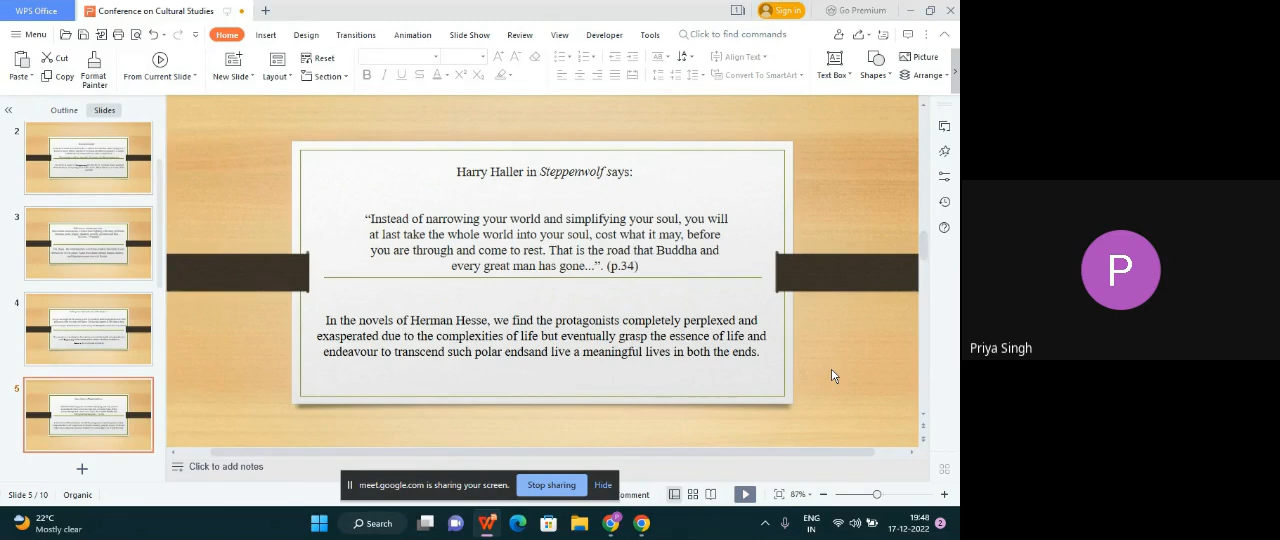 WPS Office
Conference on Cultural Studies
Sign in
Go Premium
Menu
Home
Insert
Design
Transitions
Animation
Slide Show
Review
View
Developer
Tools
Click to find commands
Paste
Cut
Copy
Format
Painter
From Current Slide
New Slide
Layout
Reset
Section
B I U S A X² X₂
Align Text
Convert To SmartArt
Text Box
Shapes
Picture
Arrange
Outline
Slides
2
3
4
5
Harry Haller in Steppenwolf says:
“Instead of narrowing your world and simplifying your soul, you will
at last take the whole world into your soul, cost what it may, before
you are through and come to rest. That is the road that Buddha and
every great man has gone...”. (p.34)
In the novels of Herman Hesse, we find the protagonists completely perplexed and
exasperated due to the complexities of life but eventually grasp the essence of life and
endeavour to transcend such polar endsand live a meaningful lives in both the ends.
Click to add notes
meet.google.com is sharing your screen.
Stop sharing
Hide
Slide 5 / 10
Organic
omment
87%
22°C
Mostly clear
Search
ENG
IN
19:48
17-12-2022
2
P
Priya Singh